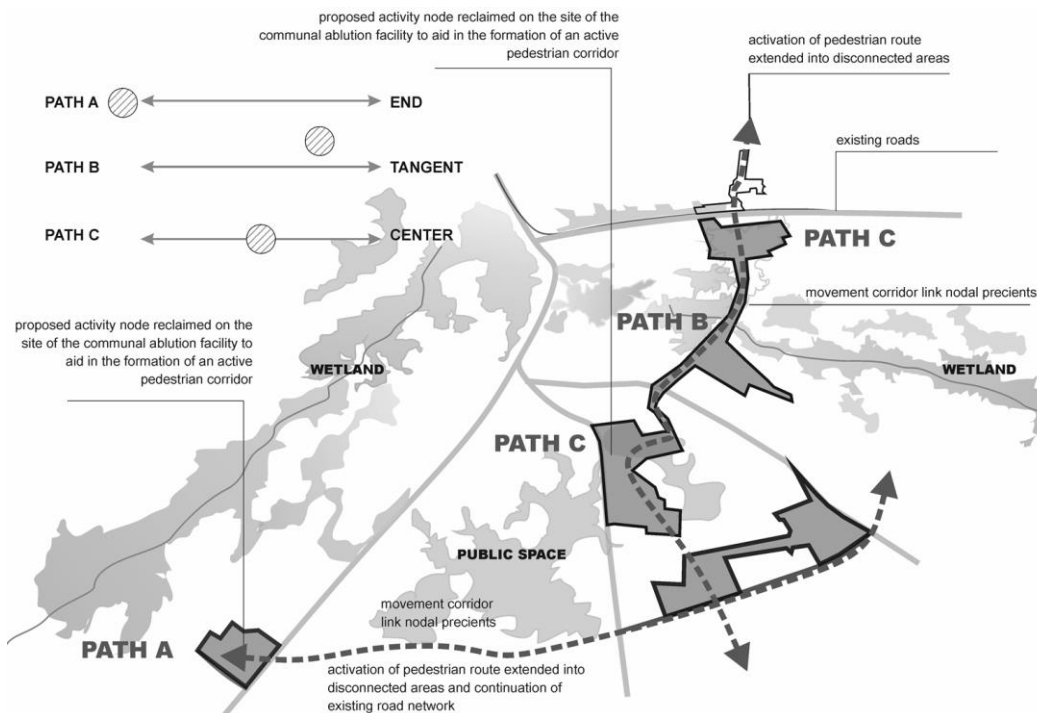 proposed activity node reclaimed on the site of the
communal ablution facility to aid in the formation of an active
pedestrian corridor
activation of pedestrian route
extended into disconnected areas
PATH A
END
existing roads
PATH B
TANGENT
PATH C
CENTER
PATH C
movement corridor link nodal precients
proposed activity node reclaimed on the
site of the communal ablution facility to
aid in the formation of an active
pedestrian corridor
PATH B
WETLAND
WETLAND
PATH C
PUBLIC SPACE
movement corridor
link nodal precients
PATH A
activation of pedestrian route extended into
disconnected areas and continuation of
existing road network